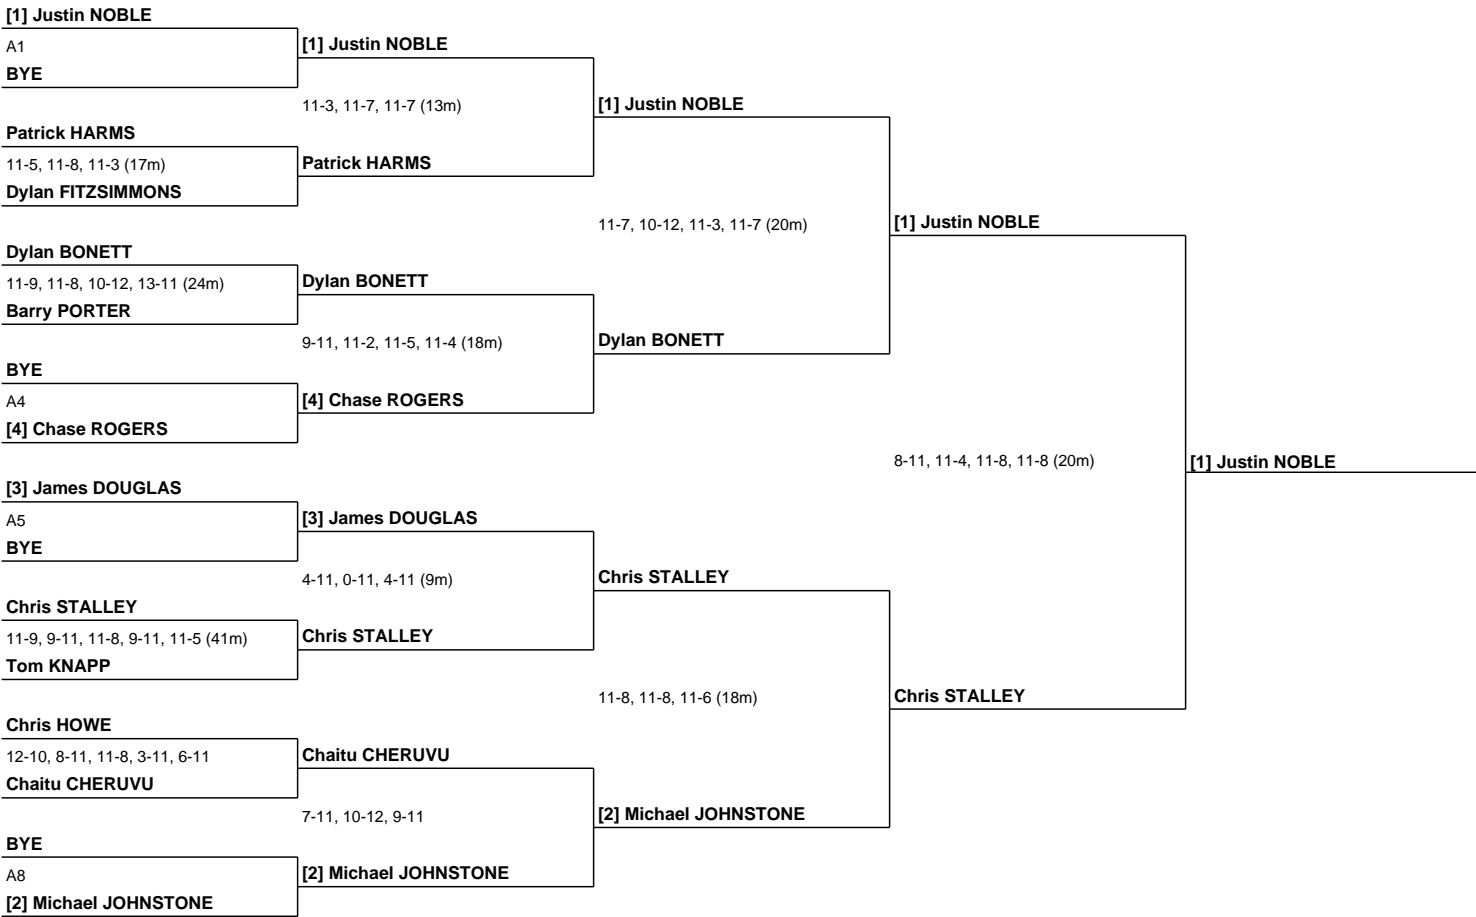 [1] Justin NOBLE
A1
BYE
Patrick HARMS
11-5, 11-8, 11-3 (17m)
Dylan FITZSIMMONS
Dylan BONETT
11-9, 11-8, 10-12, 13-11 (24m)
Barry PORTER
BYE
A4
[4] Chase ROGERS
[3] James DOUGLAS
A5
BYE
Chris STALLEY
11-9, 9-11, 11-8, 9-11, 11-5 (41m)
Tom KNAPP
Chris HOWE
12-10, 8-11, 11-8, 3-11, 6-11
Chaitu CHERUVU
BYE
A8
[2] Michael JOHNSTONE
[1] Justin NOBLE
11-3, 11-7, 11-7 (13m)
Patrick HARMS
Dylan BONETT
9-11, 11-2, 11-5, 11-4 (18m)
[4] Chase ROGERS
[3] James DOUGLAS
4-11, 0-11, 4-11 (9m)
Chris STALLEY
Chaitu CHERUVU
7-11, 10-12, 9-11
[2] Michael JOHNSTONE
[1] Justin NOBLE
11-7, 10-12, 11-3, 11-7 (20m)
Dylan BONETT
Chris STALLEY
11-8, 11-8, 11-6 (18m)
[2] Michael JOHNSTONE
[1] Justin NOBLE
8-11, 11-4, 11-8, 11-8 (20m)
Chris STALLEY
[1] Justin NOBLE